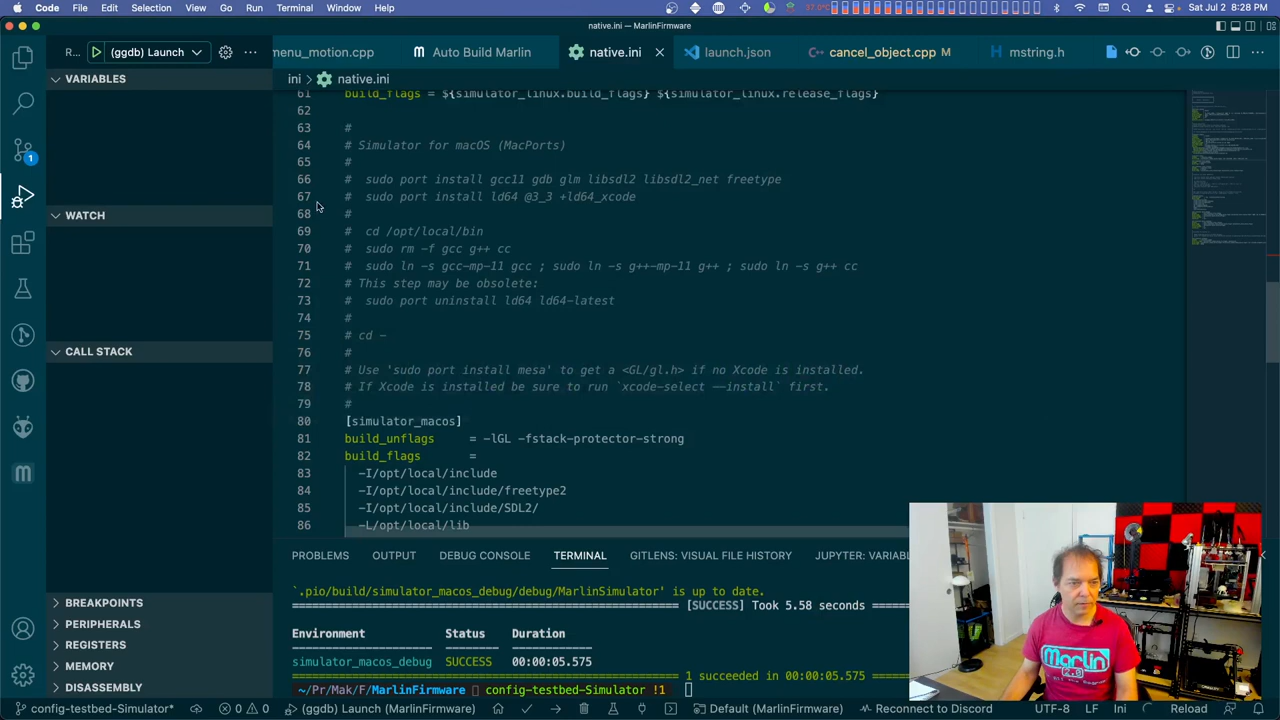 Code File Edit Selection View Go Run Terminal Window Help 37.5°C Sat Jul 2 8:28 PM
native.ini — MarlinFirmware
R... (ggdb) Launch
menu_motion.cpp Auto Build Marlin native.ini launch.json cancel_object.cpp M mstring.h
ini > native.ini
VARIABLES
WATCH
CALL STACK
BREAKPOINTS
PERIPHERALS
REGISTERS
MEMORY
DISASSEMBLY
1
61 build_flags = ${simulator_linux.build_flags} ${simulator_linux.release_flags}
62
63 #
64 # Simulator for macOS (MacPorts)
65 #
66 #  sudo port install gcc11 gdb glm libsdl2 libsdl2_net freetype
67 #  sudo port install ld64 @3_3 +ld64_xcode
68 #
69 #  cd /opt/local/bin
70 #  sudo rm -f gcc g++ cc
71 #  sudo ln -s gcc-mp-11 gcc ; sudo ln -s g++-mp-11 g++ ; sudo ln -s g++ cc
72 # This step may be obsolete:
73 #  sudo port uninstall ld64 ld64-latest
74 #
75 # cd -
76 #
77 # Use 'sudo port install mesa' to get a <GL/gl.h> if no Xcode is installed.
78 # If Xcode is installed be sure to run `xcode-select --install` first.
79 #
80 [simulator_macos]
81 build_unflags     = -lGL -fstack-protector-strong
82 build_flags       =
83   -I/opt/local/include
84   -I/opt/local/include/freetype2
85   -I/opt/local/include/SDL2/
86   -L/opt/local/lib
PROBLEMS OUTPUT DEBUG CONSOLE TERMINAL GITLENS: VISUAL FILE HISTORY JUPYTER: VARIABL
`.pio/build/simulator_macos_debug/debug/MarlinSimulator' is up to date.
[SUCCESS] Took 5.58 seconds
Environment Status Duration
simulator_macos_debug SUCCESS 00:00:05.575
1 succeeded in 00:00:05.575
~/Pr/Mak/F/MarlinFirmware config-testbed-Simulator !1
Marlin
config-testbed-Simulator* 0 0 (ggdb) Launch (MarlinFirmware) Default (MarlinFirmware) Reconnect to Discord UTF-8 LF Ini Reload